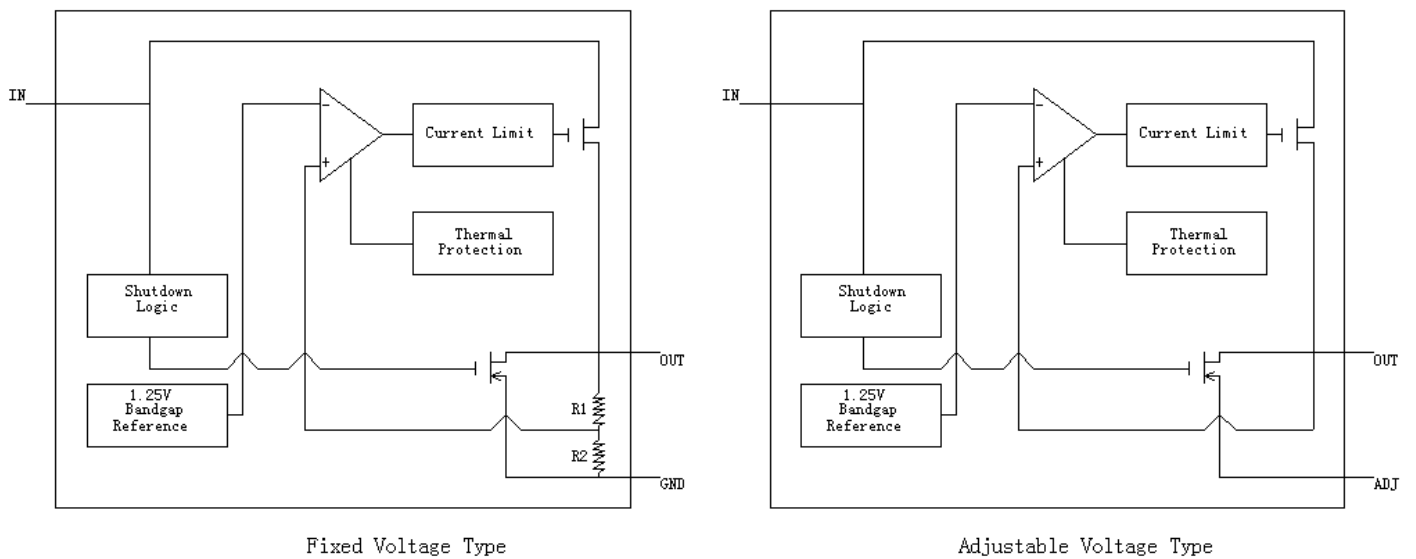 IN
−
+
Current Limit
Thermal
Protection
Shutdown
Logic
1.25V
Bandgap
Reference
R1
R2
OUT
GND
Fixed Voltage Type
IN
−
+
Current Limit
Thermal
Protection
Shutdown
Logic
1.25V
Bandgap
Reference
OUT
ADJ
Adjustable Voltage Type